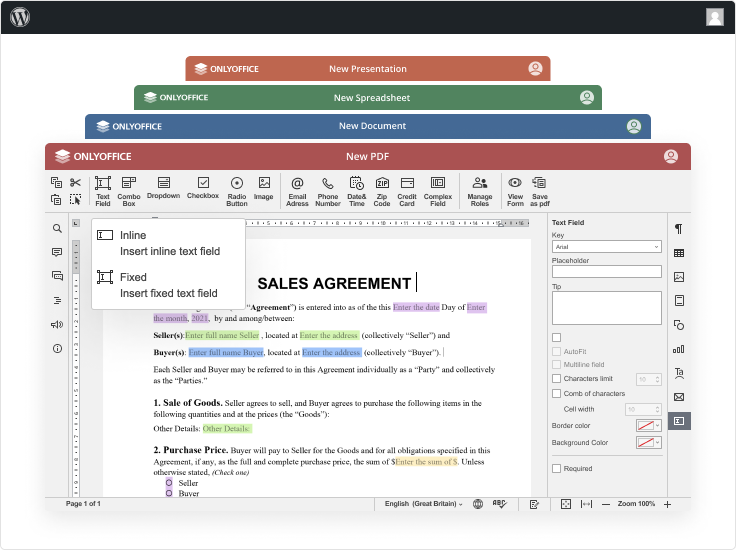 ONLYOFFICE New Presentation
ONLYOFFICE New Spreadsheet
ONLYOFFICE New Document
ONLYOFFICE New PDF
Text Field
Combo Box
Dropdown
Checkbox
Radio Button
Image
Email Adress
Phone Number
Date& Time
Zip Code
Credit Card
Complex Field
Manage Roles
View Form
Save as pdf
Inline
Insert inline text field
Fixed
Insert fixed text field
SALES AGREEMENT
“Agreement”) is entered into as of the this Enter the date Day of Enter
the month, 2021, by and among/between:
Seller(s):Enter full name Seller , located at Enter the address (collectively “Seller”) and
Buyer(s): Enter full name Buyer, located at Enter the address (collectively “Buyer”).
Each Seller and Buyer may be referred to in this Agreement individually as a “Party” and collectively
as the “Parties.”
1. Sale of Goods. Seller agrees to sell, and Buyer agrees to purchase the following items in the
following quantities and at the prices (the “Goods”):
Other Details: Other Details:
2. Purchase Price. Buyer will pay to Seller for the Goods and for all obligations specified in this
Agreement, if any, as the full and complete purchase price, the sum of $Enter the sum of $. Unless
otherwise stated, (Check one)
Seller
Buyer
Text Field
Key
Arial
Placeholder
Tip
AutoFit
Multiline field
Characters limit 10
Comb of characters
Cell width 10
Border color
Background Color
Required
Page 1 of 1 English (Great Britain) ABC Zoom 100%